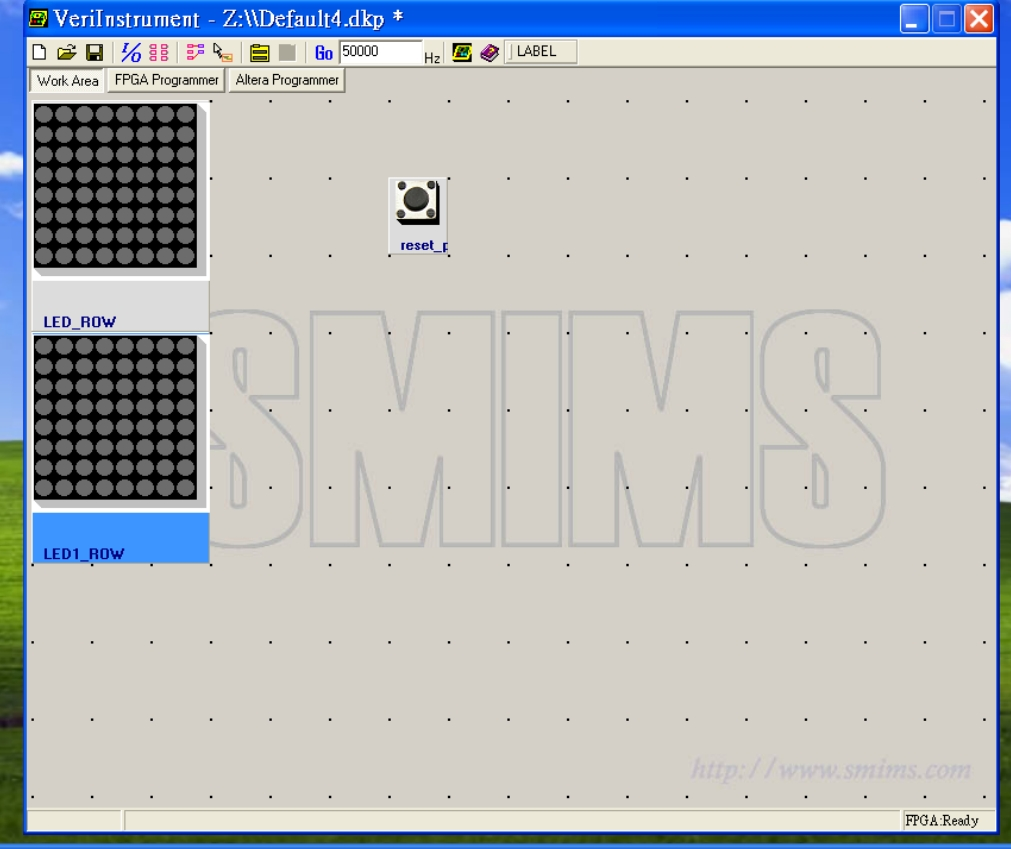 VeriInstrument - Z:\\Default4.dkp *
I/O Go 50000 Hz LABEL
Work Area FPGA Programmer Altera Programmer
reset_p
LED_ROW
SMIMS
LED1_ROW
http://www.smims.com
FPGA:Ready